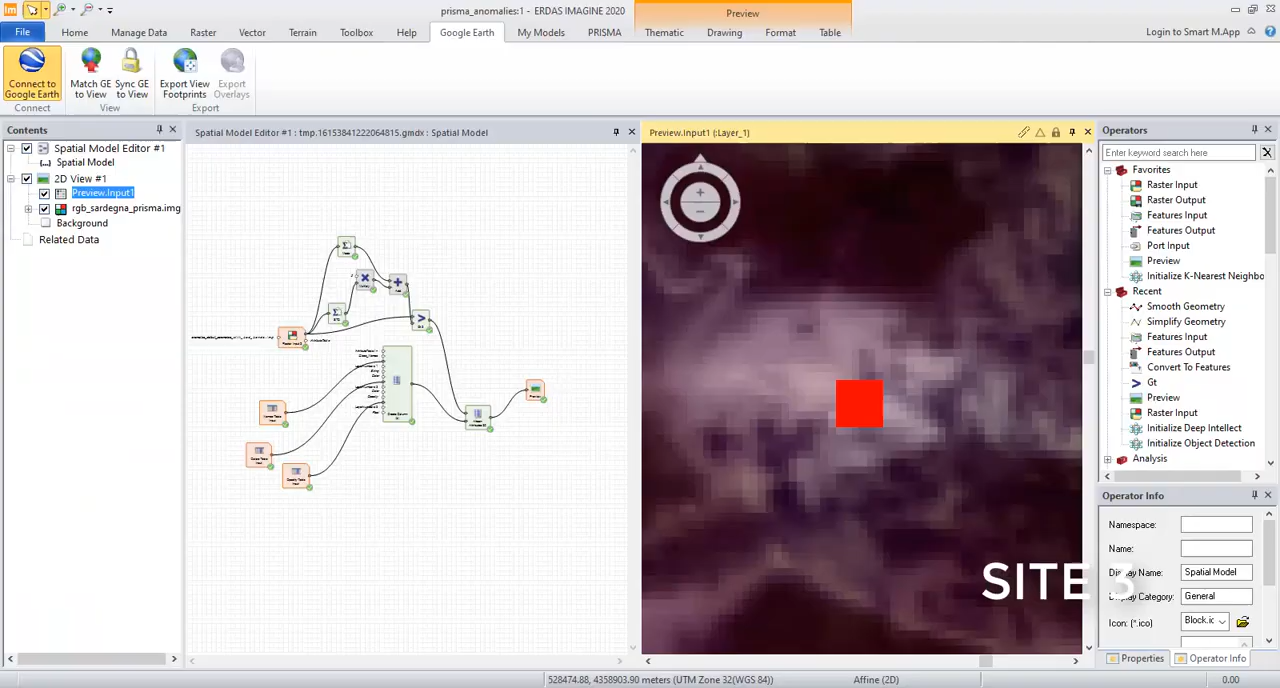 prisma_anomalies:1 - ERDAS IMAGINE 2020
Preview
File Home Manage Data Raster Vector Terrain Toolbox Help Google Earth My Models PRISMA Thematic Drawing Format Table Login to Smart M.App
Connect to Google Earth
Match GE to View
Sync GE to View
Export View Footprints
Export Overlays
Connect View Export
Contents
Spatial Model Editor #1
Spatial Model
2D View #1
Preview.Input1
rgb_sardegna_prisma.img
Background
Related Data
Spatial Model Editor #1 : tmp.16153841222064815.gmdx : Spatial Model
Preview.Input1 (:Layer_1)
SITE 3
Operators
Enter keyword search here
Favorites
Raster Input
Raster Output
Features Input
Features Output
Port Input
Preview
Initialize K-Nearest Neighbo
Recent
Smooth Geometry
Simplify Geometry
Features Input
Features Output
Convert To Features
Gt
Preview
Raster Input
Initialize Deep Intellect
Initialize Object Detection
Analysis
Operator Info
Namespace:
Name:
Display Name: Spatial Model
Display Category: General
Icon: (*.ico) Block.ic
Properties Operator Info
528474.88, 4358903.90 meters (UTM Zone 32(WGS 84)) Affine (2D) 0.00